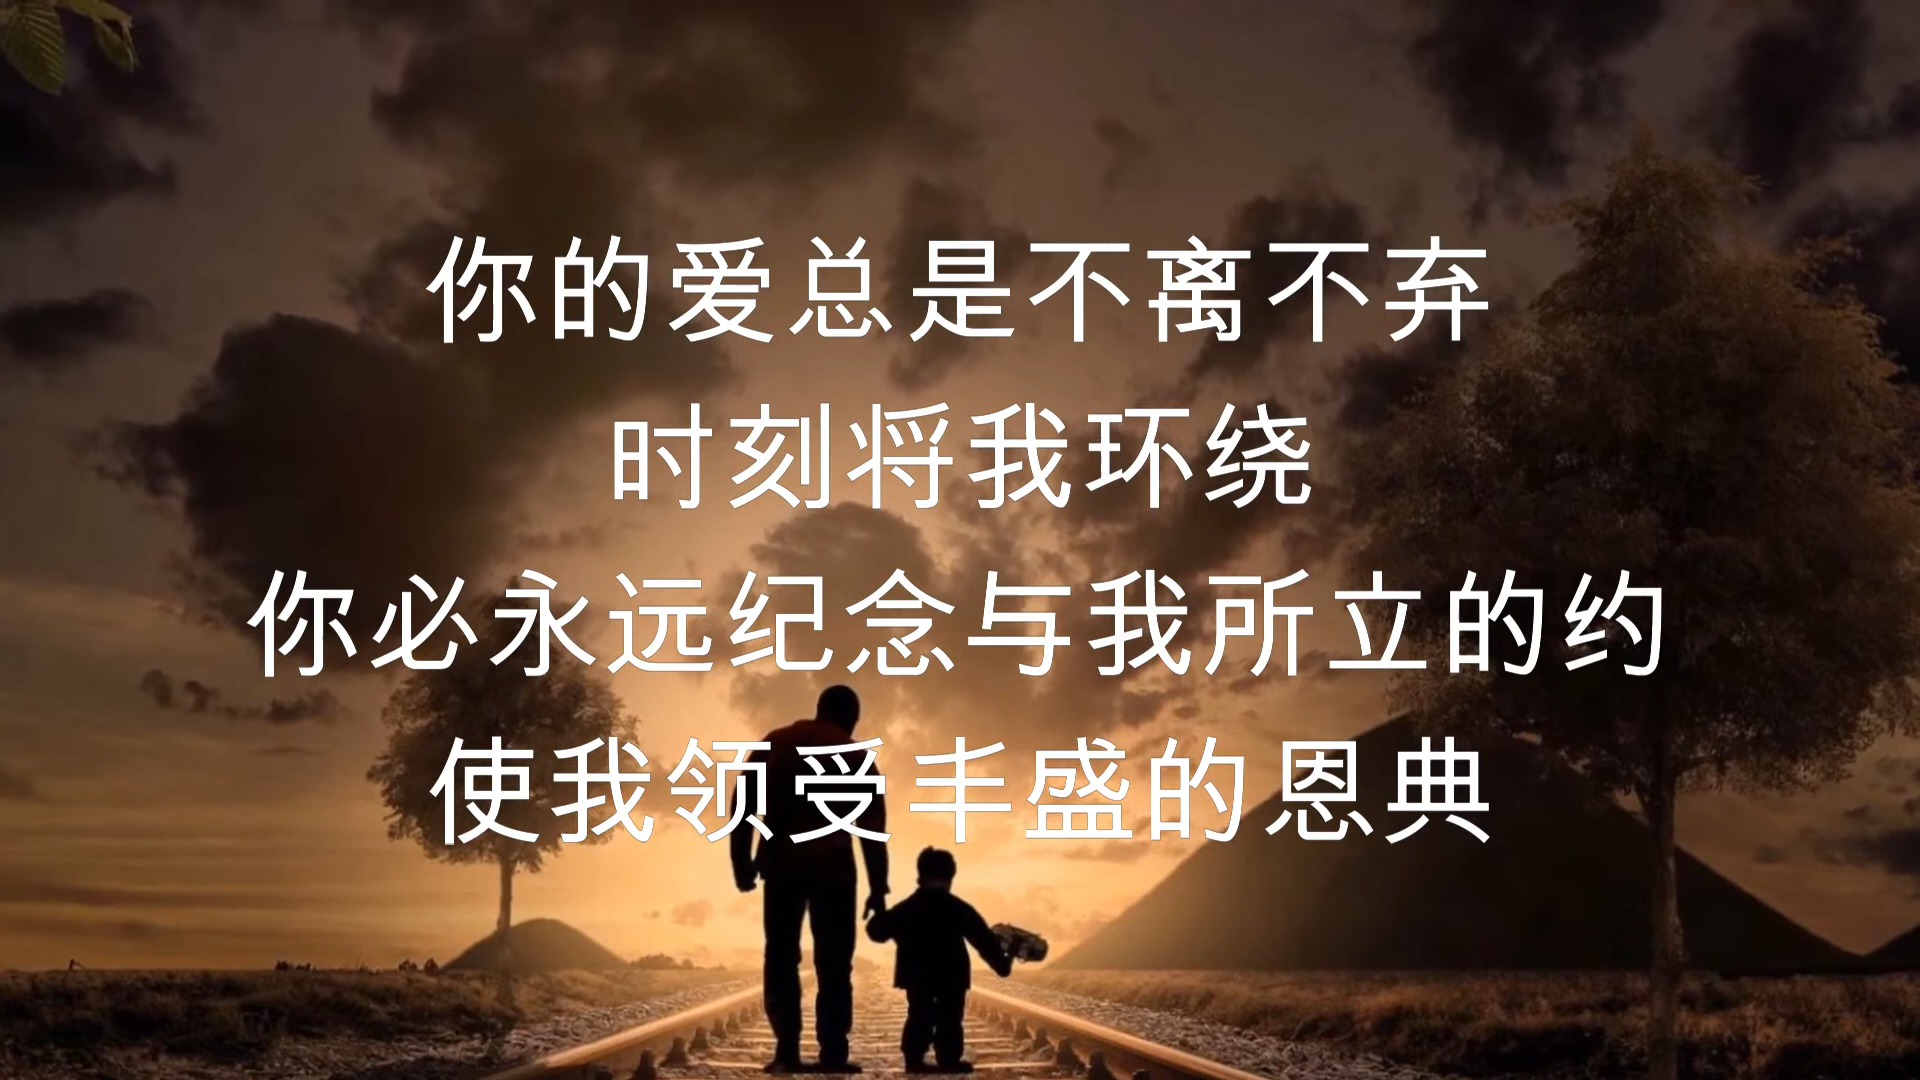 你的爱总是不离不弃
时刻将我环绕
你必永远纪念与我所立的约
使我领受丰盛的恩典